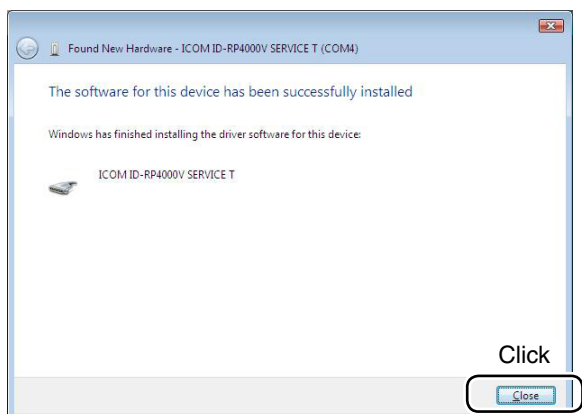 Found New Hardware - ICOM ID-RP4000V SERVICE T (COM4)
The software for this device has been successfully installed
Windows has finished installing the driver software for this device:
ICOM ID-RP4000V SERVICE T
Click
Close